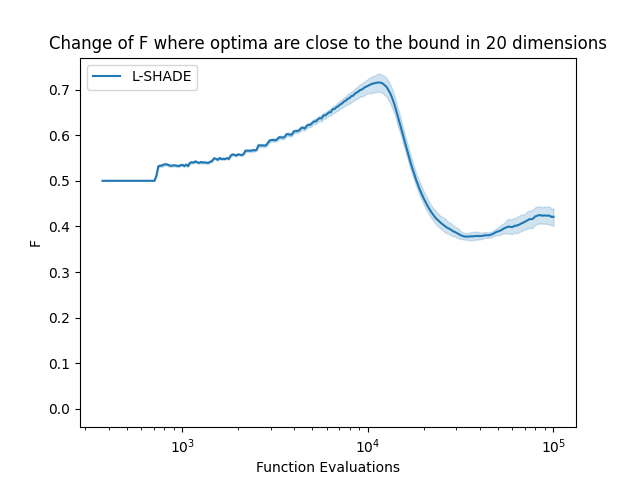 Change of F where optima are close to the bound in 20 dimensions
L-SHADE
0.7
0.6
0.5
0.4
0.3
0.2
0.1
0.0
F
10³ 10⁴ 10⁵
Function Evaluations